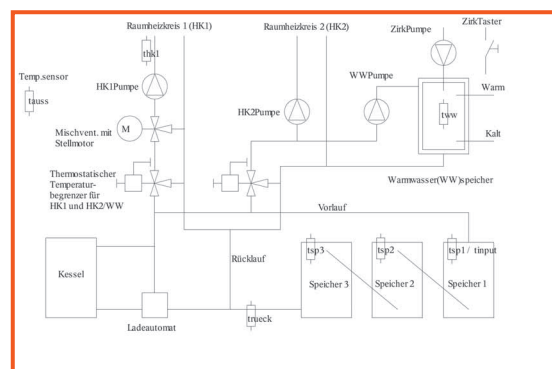 Raumheizkreis 1 (HK1)
Raumheizkreis 2 (HK2)
ZirkPumpe
ZirkTaster
thk1
Temp.sensor
tauss
HK1Pumpe
WWPumpe
Warm
HK2Pumpe
tww
M
Mischvent. mit
Stellmotor
Kalt
Thermostatischer
Temperatur-
begrenzer für
HK1 und HK2/WW
Warmwasser(WW)speicher
Vorlauf
Kessel
Rücklauf
tsp3
tsp2
tsp1 / tinput
Speicher 3
Speicher 2
Speicher 1
Ladeautomat
trueck